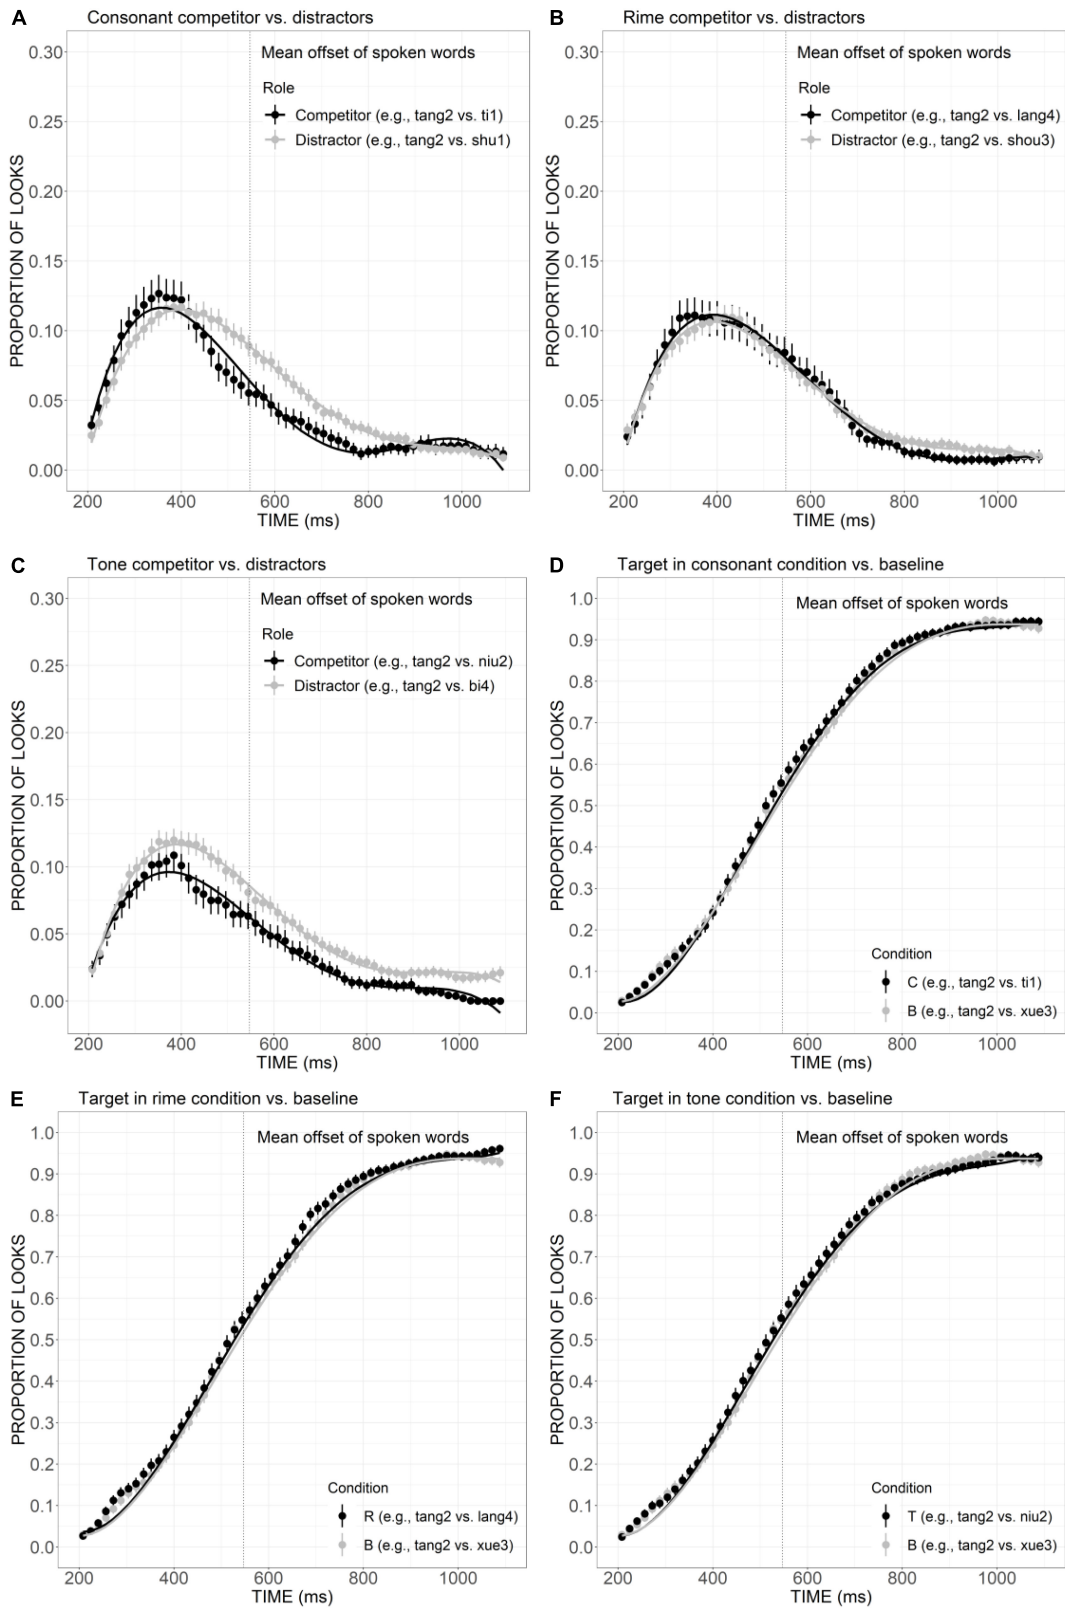 A Consonant competitor vs. distractors
0.30
0.25
0.20
0.15
0.10
0.05
0.00
PROPORTION OF LOOKS
Mean offset of spoken words
Role
Competitor (e.g., tang2 vs. ti1)
Distractor (e.g., tang2 vs. shu1)
200 400 600 800 1000
TIME (ms)
B Rime competitor vs. distractors
0.30
0.25
0.20
0.15
0.10
0.05
0.00
PROPORTION OF LOOKS
Mean offset of spoken words
Role
Competitor (e.g., tang2 vs. lang4)
Distractor (e.g., tang2 vs. shou3)
200 400 600 800 1000
TIME (ms)
C Tone competitor vs. distractors
0.30
0.25
0.20
0.15
0.10
0.05
0.00
PROPORTION OF LOOKS
Mean offset of spoken words
Role
Competitor (e.g., tang2 vs. niu2)
Distractor (e.g., tang2 vs. bi4)
200 400 600 800 1000
TIME (ms)
D Target in consonant condition vs. baseline
1.0
0.9
0.8
0.7
0.6
0.5
0.4
0.3
0.2
0.1
0.0
PROPORTION OF LOOKS
Mean offset of spoken words
Condition
C (e.g., tang2 vs. ti1)
B (e.g., tang2 vs. xue3)
200 400 600 800 1000
TIME (ms)
E Target in rime condition vs. baseline
1.0
0.9
0.8
0.7
0.6
0.5
0.4
0.3
0.2
0.1
0.0
PROPORTION OF LOOKS
Mean offset of spoken words
Condition
R (e.g., tang2 vs. lang4)
B (e.g., tang2 vs. xue3)
200 400 600 800 1000
TIME (ms)
F Target in tone condition vs. baseline
1.0
0.9
0.8
0.7
0.6
0.5
0.4
0.3
0.2
0.1
0.0
PROPORTION OF LOOKS
Mean offset of spoken words
Condition
T (e.g., tang2 vs. niu2)
B (e.g., tang2 vs. xue3)
200 400 600 800 1000
TIME (ms)